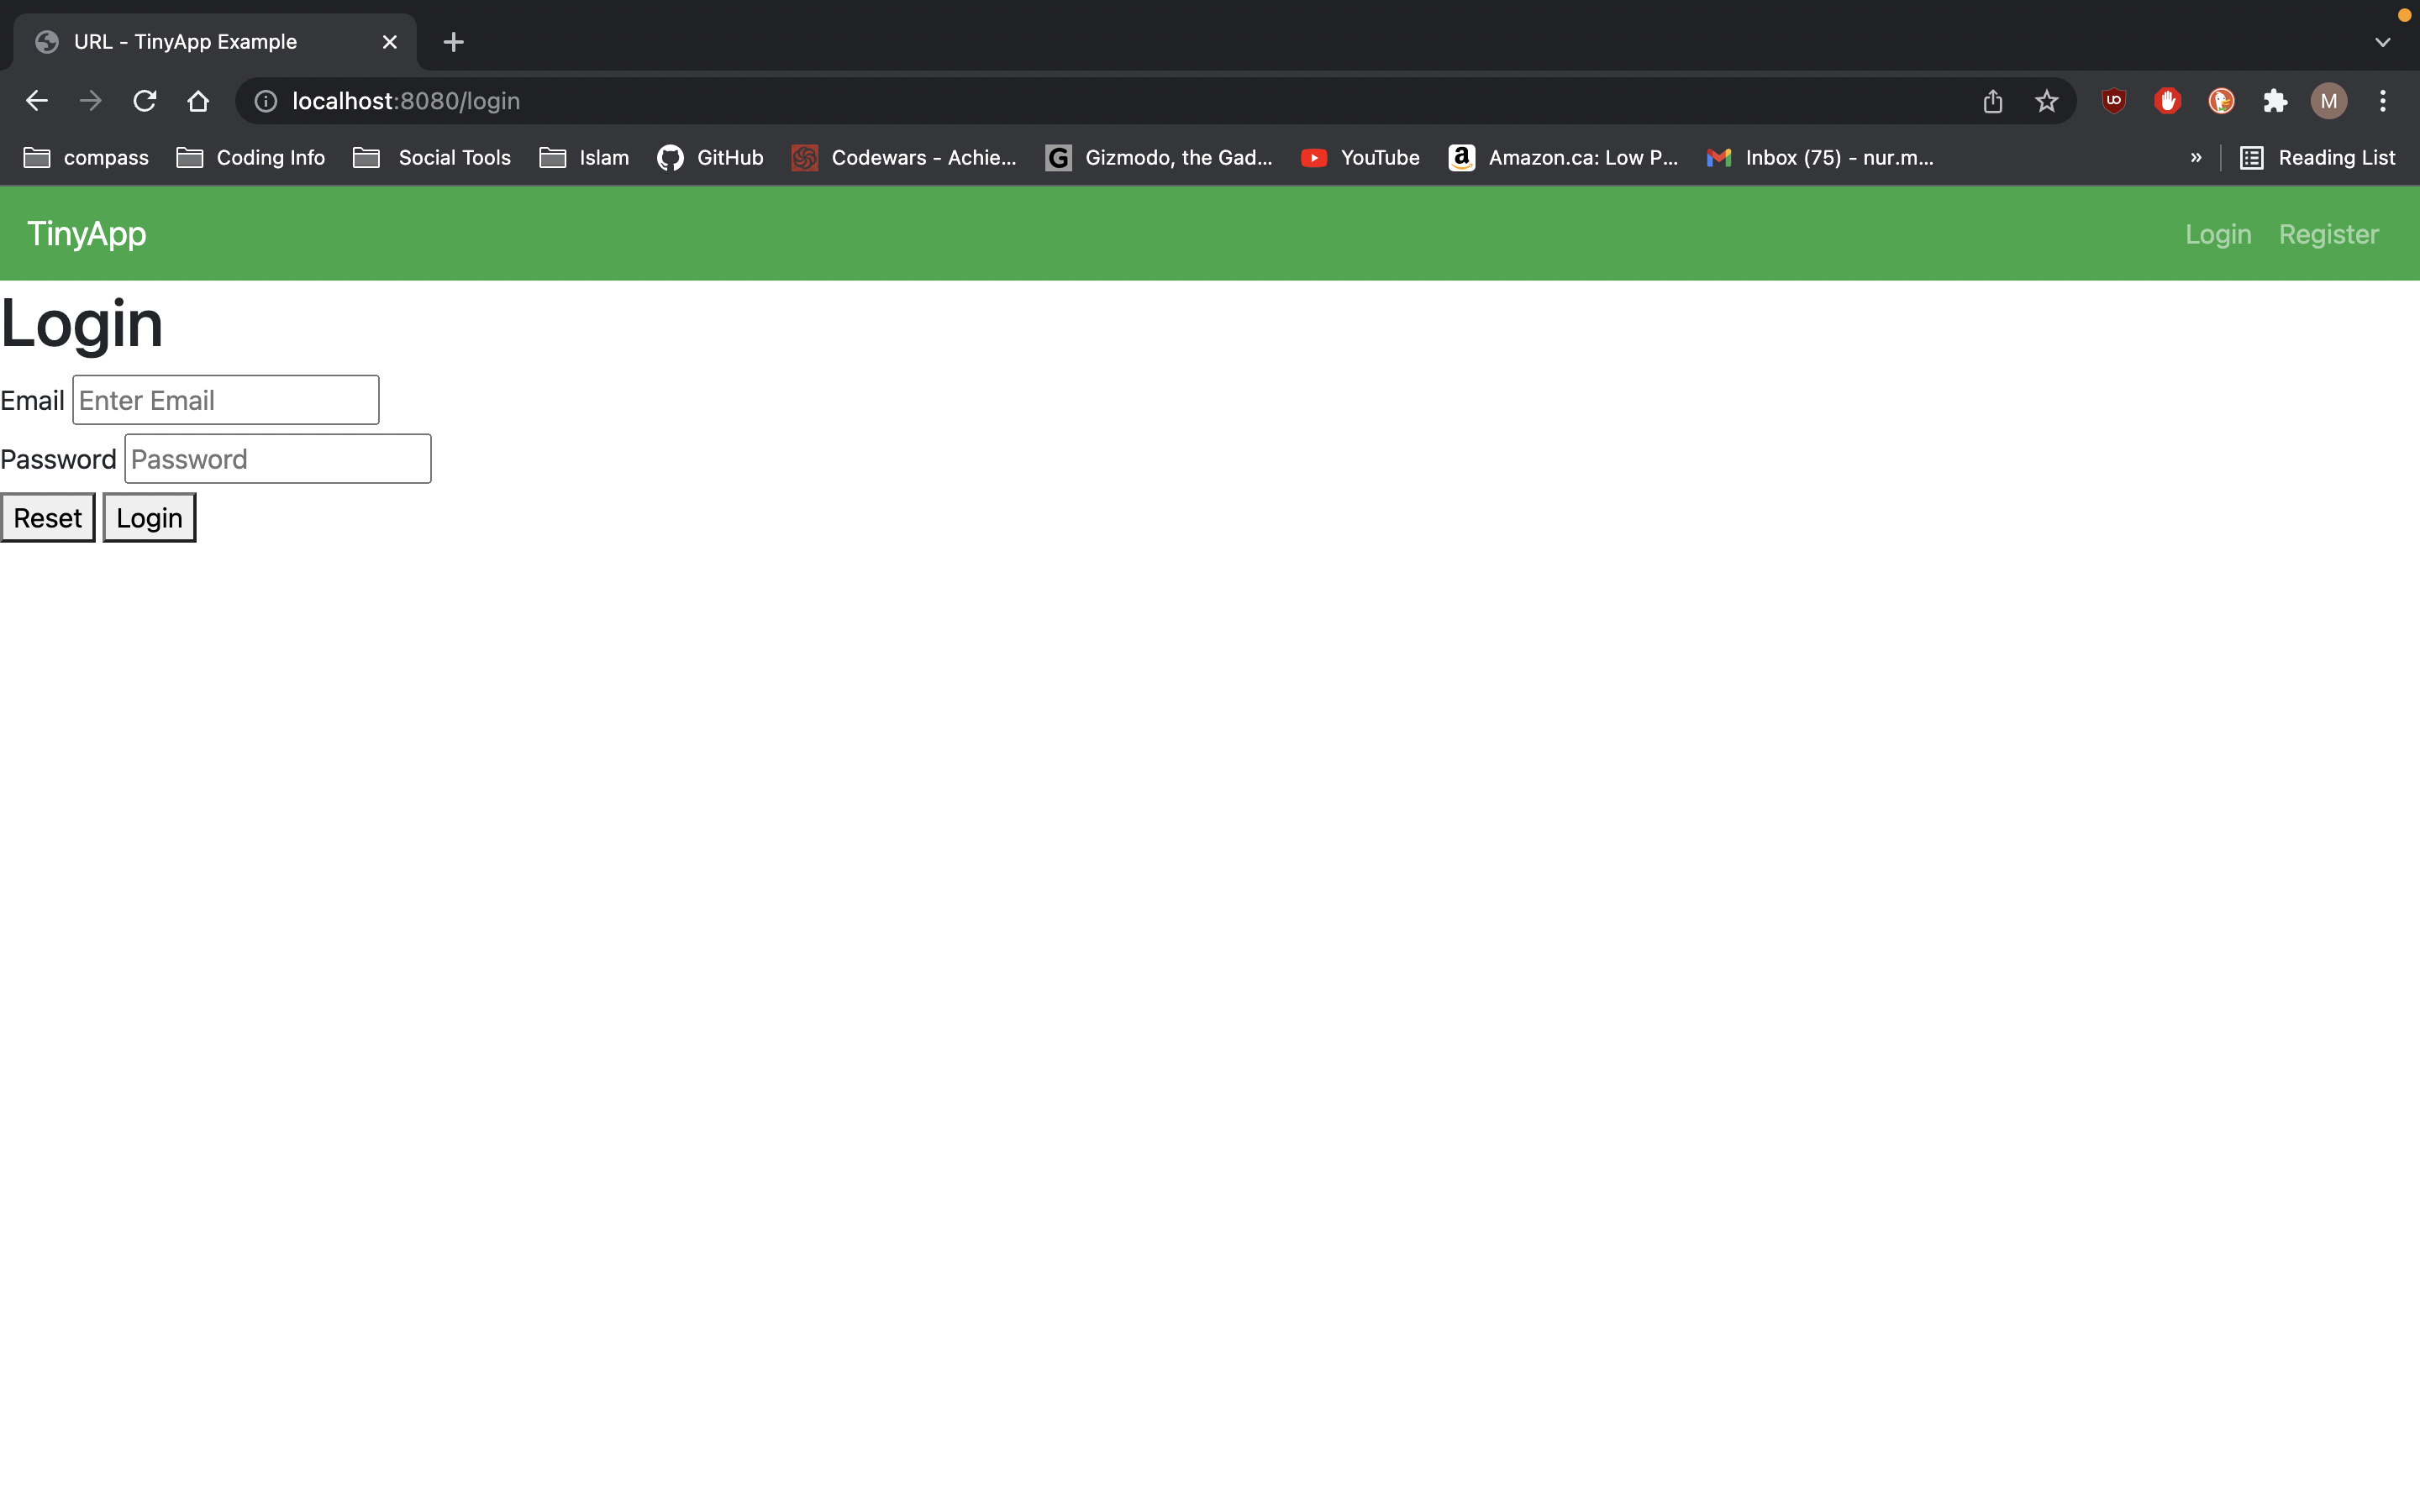 URL - TinyApp Example
localhost:8080/login
M
compass Coding Info Social Tools Islam GitHub Codewars - Achie... G Gizmodo, the Gad... YouTube a Amazon.ca: Low P... Inbox (75) - nur.m... » Reading List
TinyApp Login Register
Login
Email Enter Email
Password Password
Reset Login